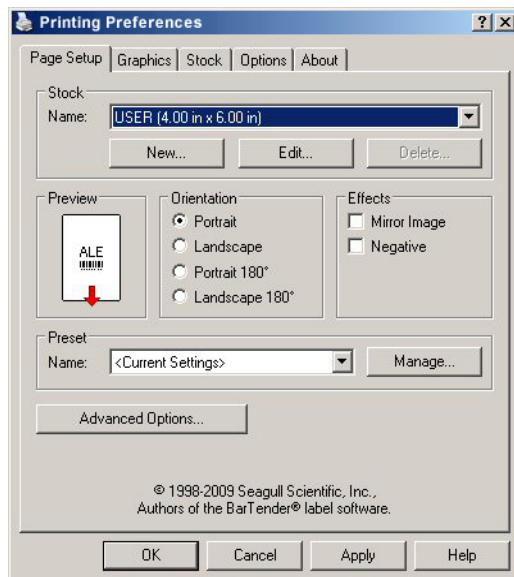 Printing Preferences
Page Setup Graphics Stock Options About
Stock
Name: USER (4.00 in x 6.00 in)
New... Edit... Delete...
Preview Orientation Effects
ALE
Portrait
Landscape
Portrait 180°
Landscape 180°
Mirror Image
Negative
Preset
Name: <Current Settings> Manage...
Advanced Options...
© 1998-2009 Seagull Scientific, Inc.,
Authors of the BarTender® label software.
OK Cancel Apply Help